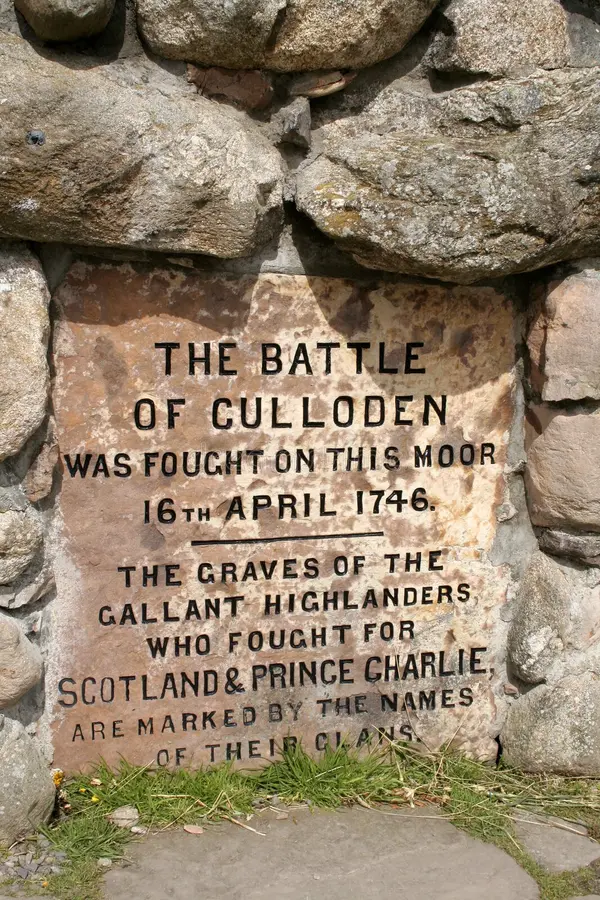 THE BATTLE
OF CULLODEN
WAS FOUGHT ON THIS MOOR
16TH APRIL 1746.
THE GRAVES OF THE
GALLANT HIGHLANDERS,
WHO FOUGHT FOR
SCOTLAND & PRINCE CHARLIE,
ARE MARKED BY THE NAMES
OF THEIR CLANS.